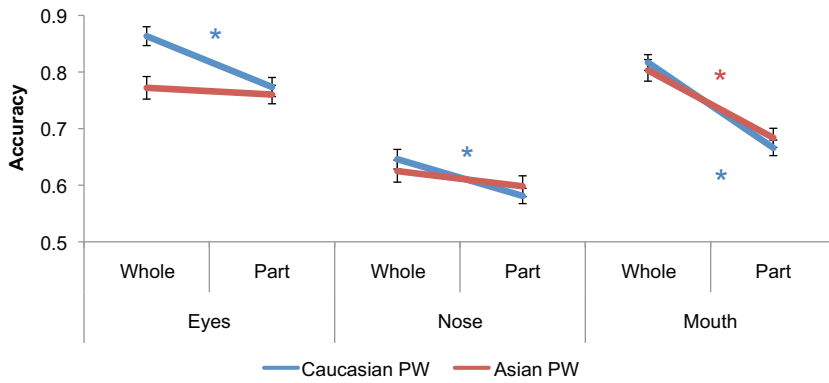 Accuracy
0.9
0.8
0.7
0.6
0.5
*
*
*
*
Whole Part Whole Part Whole Part
Eyes Nose Mouth
Caucasian PW Asian PW